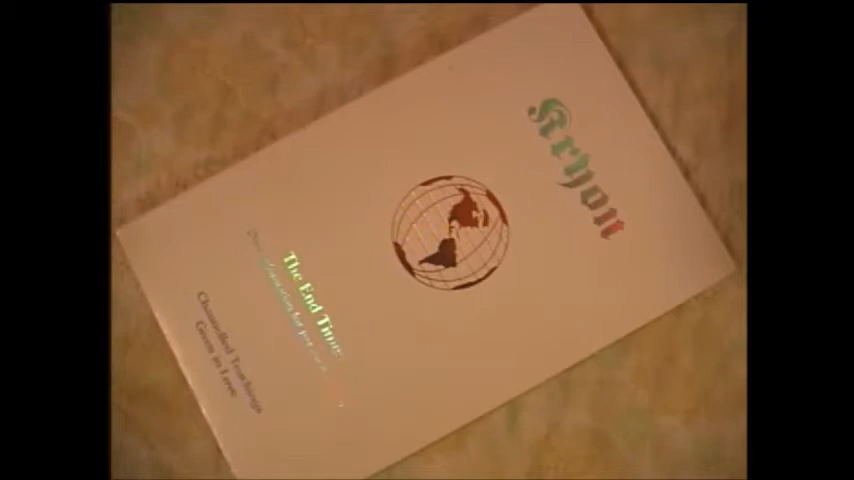 Kryon
The End Times
Channelled Teachings
Given in Love